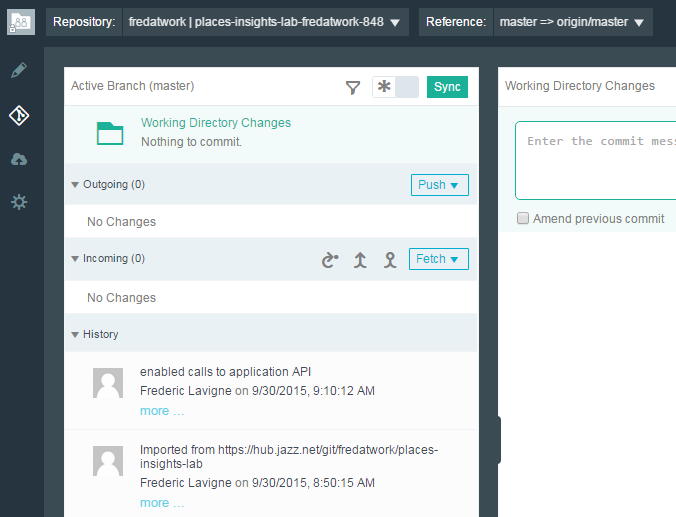 Repository: fredatwork | places-insights-lab-fredatwork-848 Reference: master => origin/master
Active Branch (master) Sync
Working Directory Changes
Nothing to commit.
Outgoing (0) Push
No Changes
Incoming (0) Fetch
No Changes
History
enabled calls to application API
Frederic Lavigne on 9/30/2015, 9:10:12 AM
more ...
Imported from https://hub.jazz.net/git/fredatwork/places-
insights-lab
Frederic Lavigne on 9/30/2015, 8:50:15 AM
more ...
Working Directory Changes
Enter the commit mess
Amend previous commit